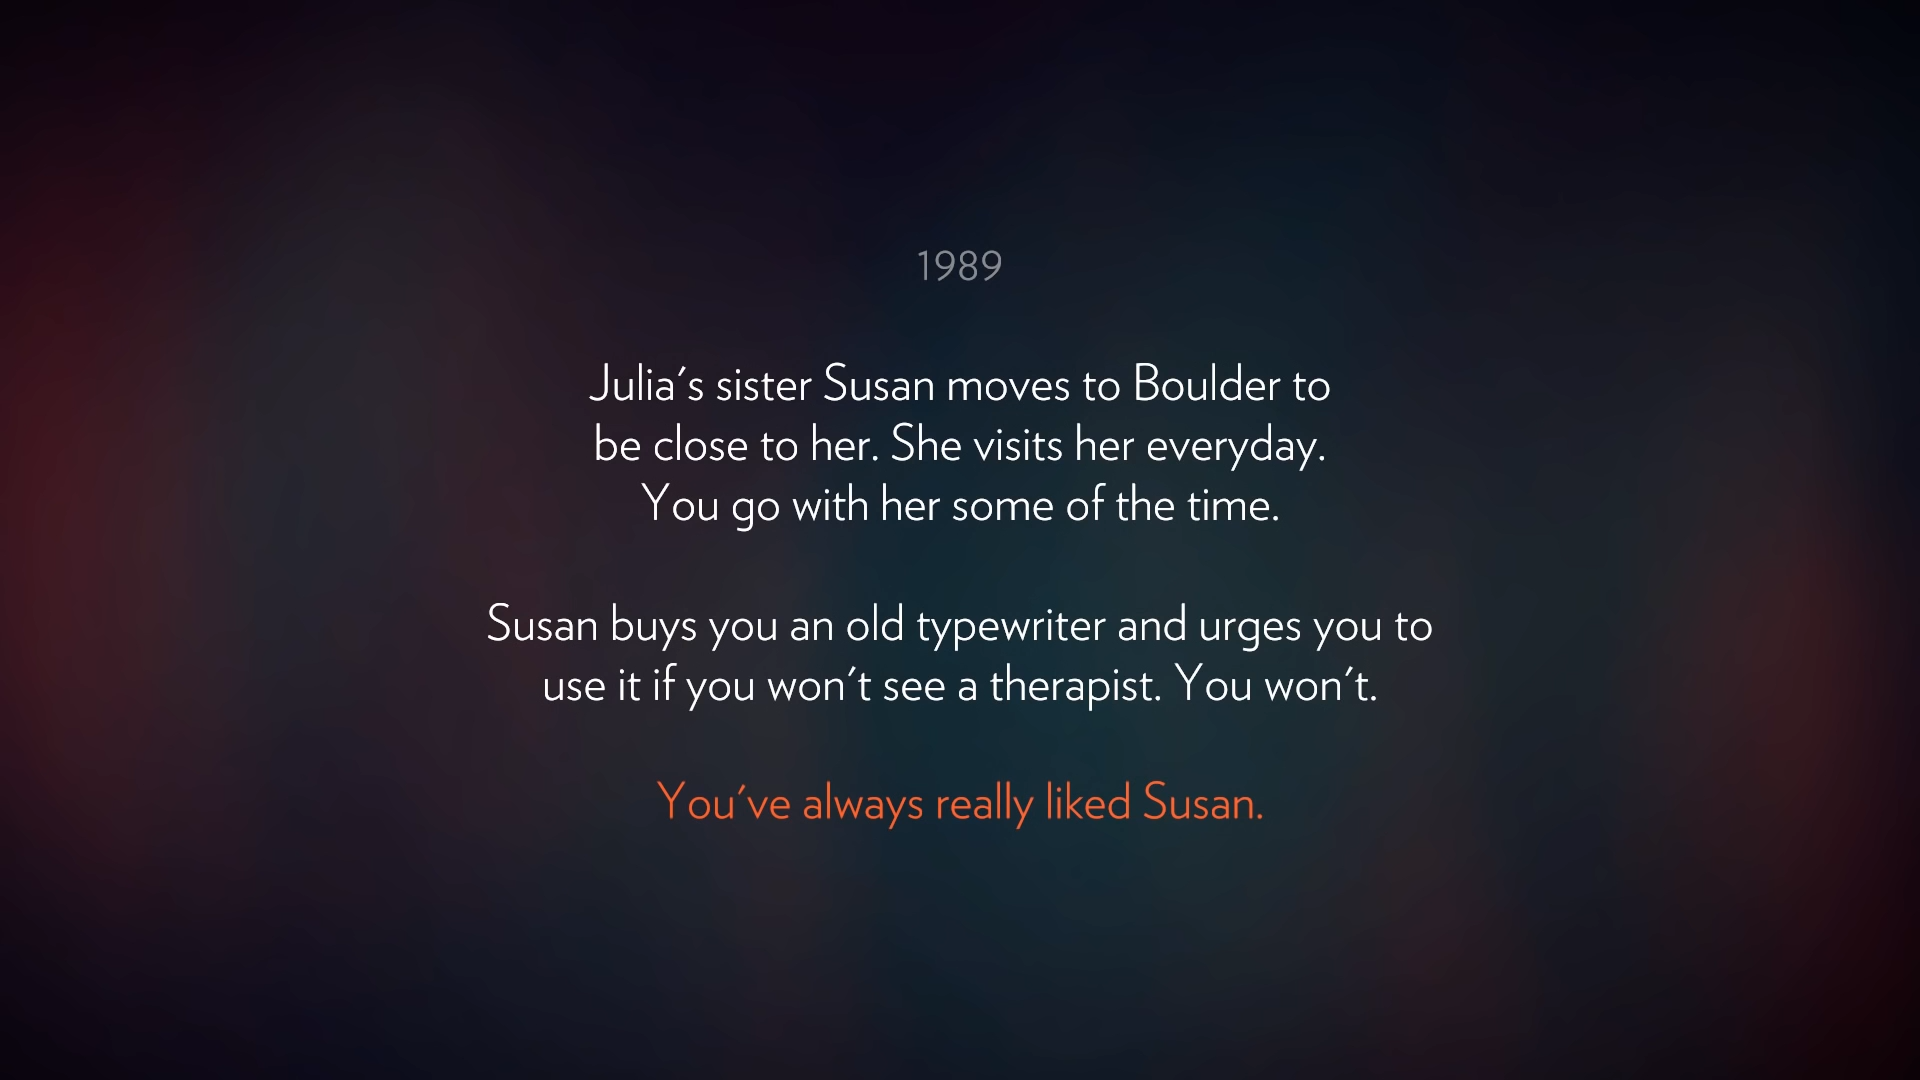 1989
Julia's sister Susan moves to Boulder to
be close to her. She visits her everyday.
You go with her some of the time.
Susan buys you an old typewriter and urges you to
use it if you won't see a therapist. You won't.
You've always really liked Susan.